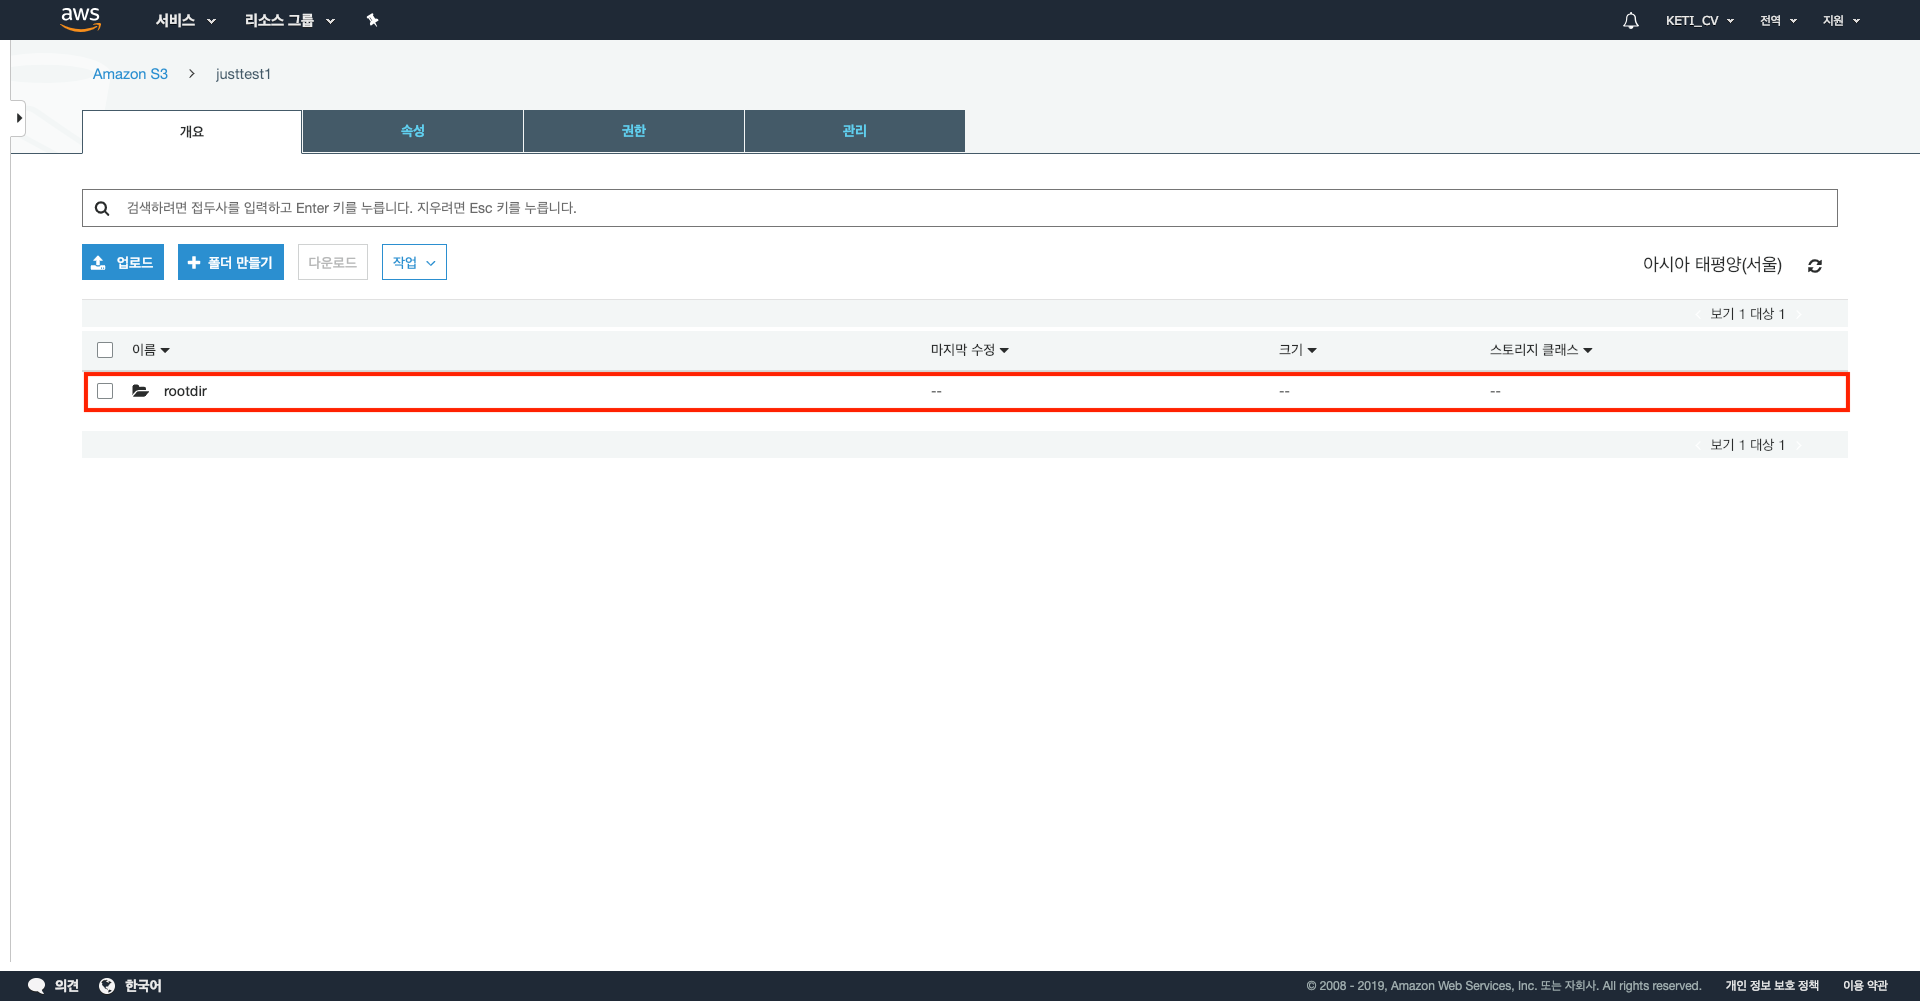 aws 서비스 리소스 그룹 KETI_CV 전역 지원
Amazon S3 > justtest1
개요 속성 권한 관리
검색하려면 접두사를 입력하고 Enter 키를 누릅니다. 지우려면 Esc 키를 누릅니다.
업로드 + 폴더 만들기 다운로드 작업 아시아 태평양(서울)
보기 1 대상 1
이름 마지막 수정 크기 스토리지 클래스
rootdir -- -- --
보기 1 대상 1
의견 한국어 © 2008 - 2019, Amazon Web Services, Inc. 또는 자회사. All rights reserved. 개인 정보 보호 정책 이용 약관